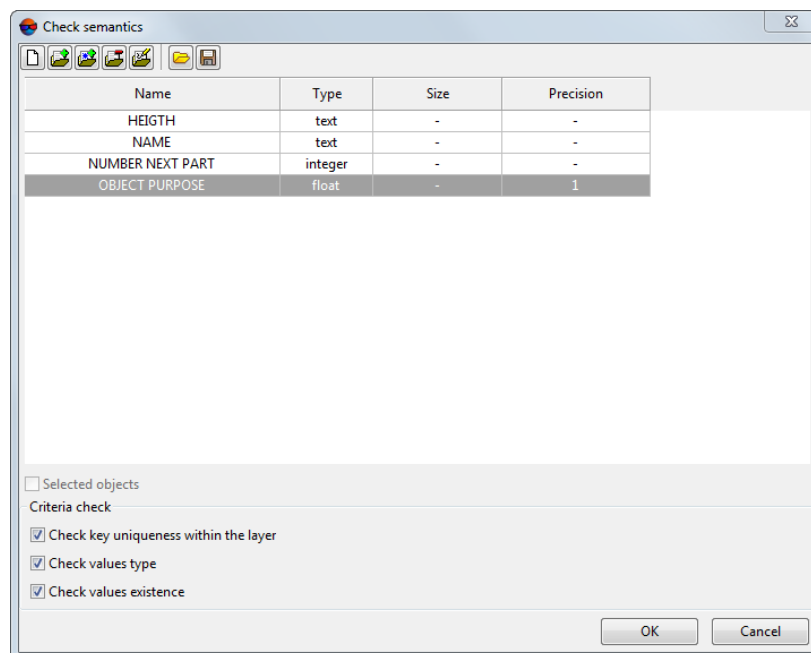 Check semantics
Name Type Size Precision
HEIGTH text - -
NAME text - -
NUMBER NEXT PART integer - -
OBJECT PURPOSE float - 1
Selected objects
Criteria check
Check key uniqueness within the layer
Check values type
Check values existence
OK Cancel